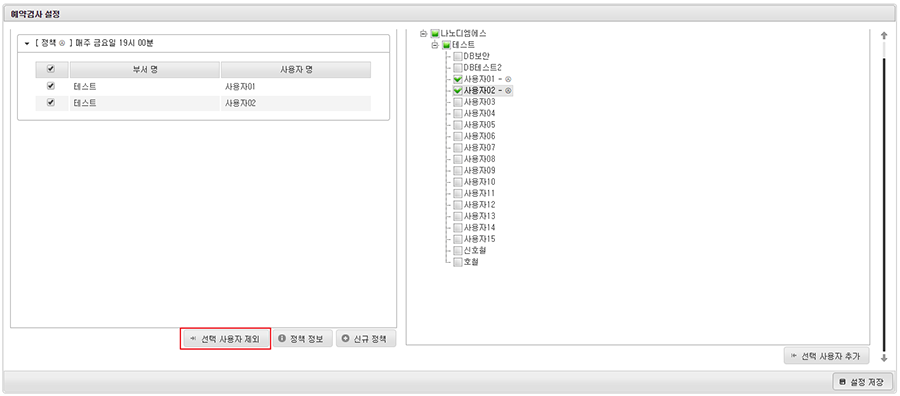 예약검사 설정
[ 정책 ⓐ ] 매주 금요일 19시 00분
부서 명 사용자 명
테스트 사용자01
테스트 사용자02
선택 사용자 제외 정책 정보 신규 정책
나노디엠에스
테스트
DB보안
DB테스트2
사용자01 - ⓐ
사용자02 - ⓐ
사용자03
사용자04
사용자05
사용자06
사용자07
사용자08
사용자09
사용자10
사용자11
사용자12
사용자13
사용자14
사용자15
신호철
호철
선택 사용자 추가
설정 저장